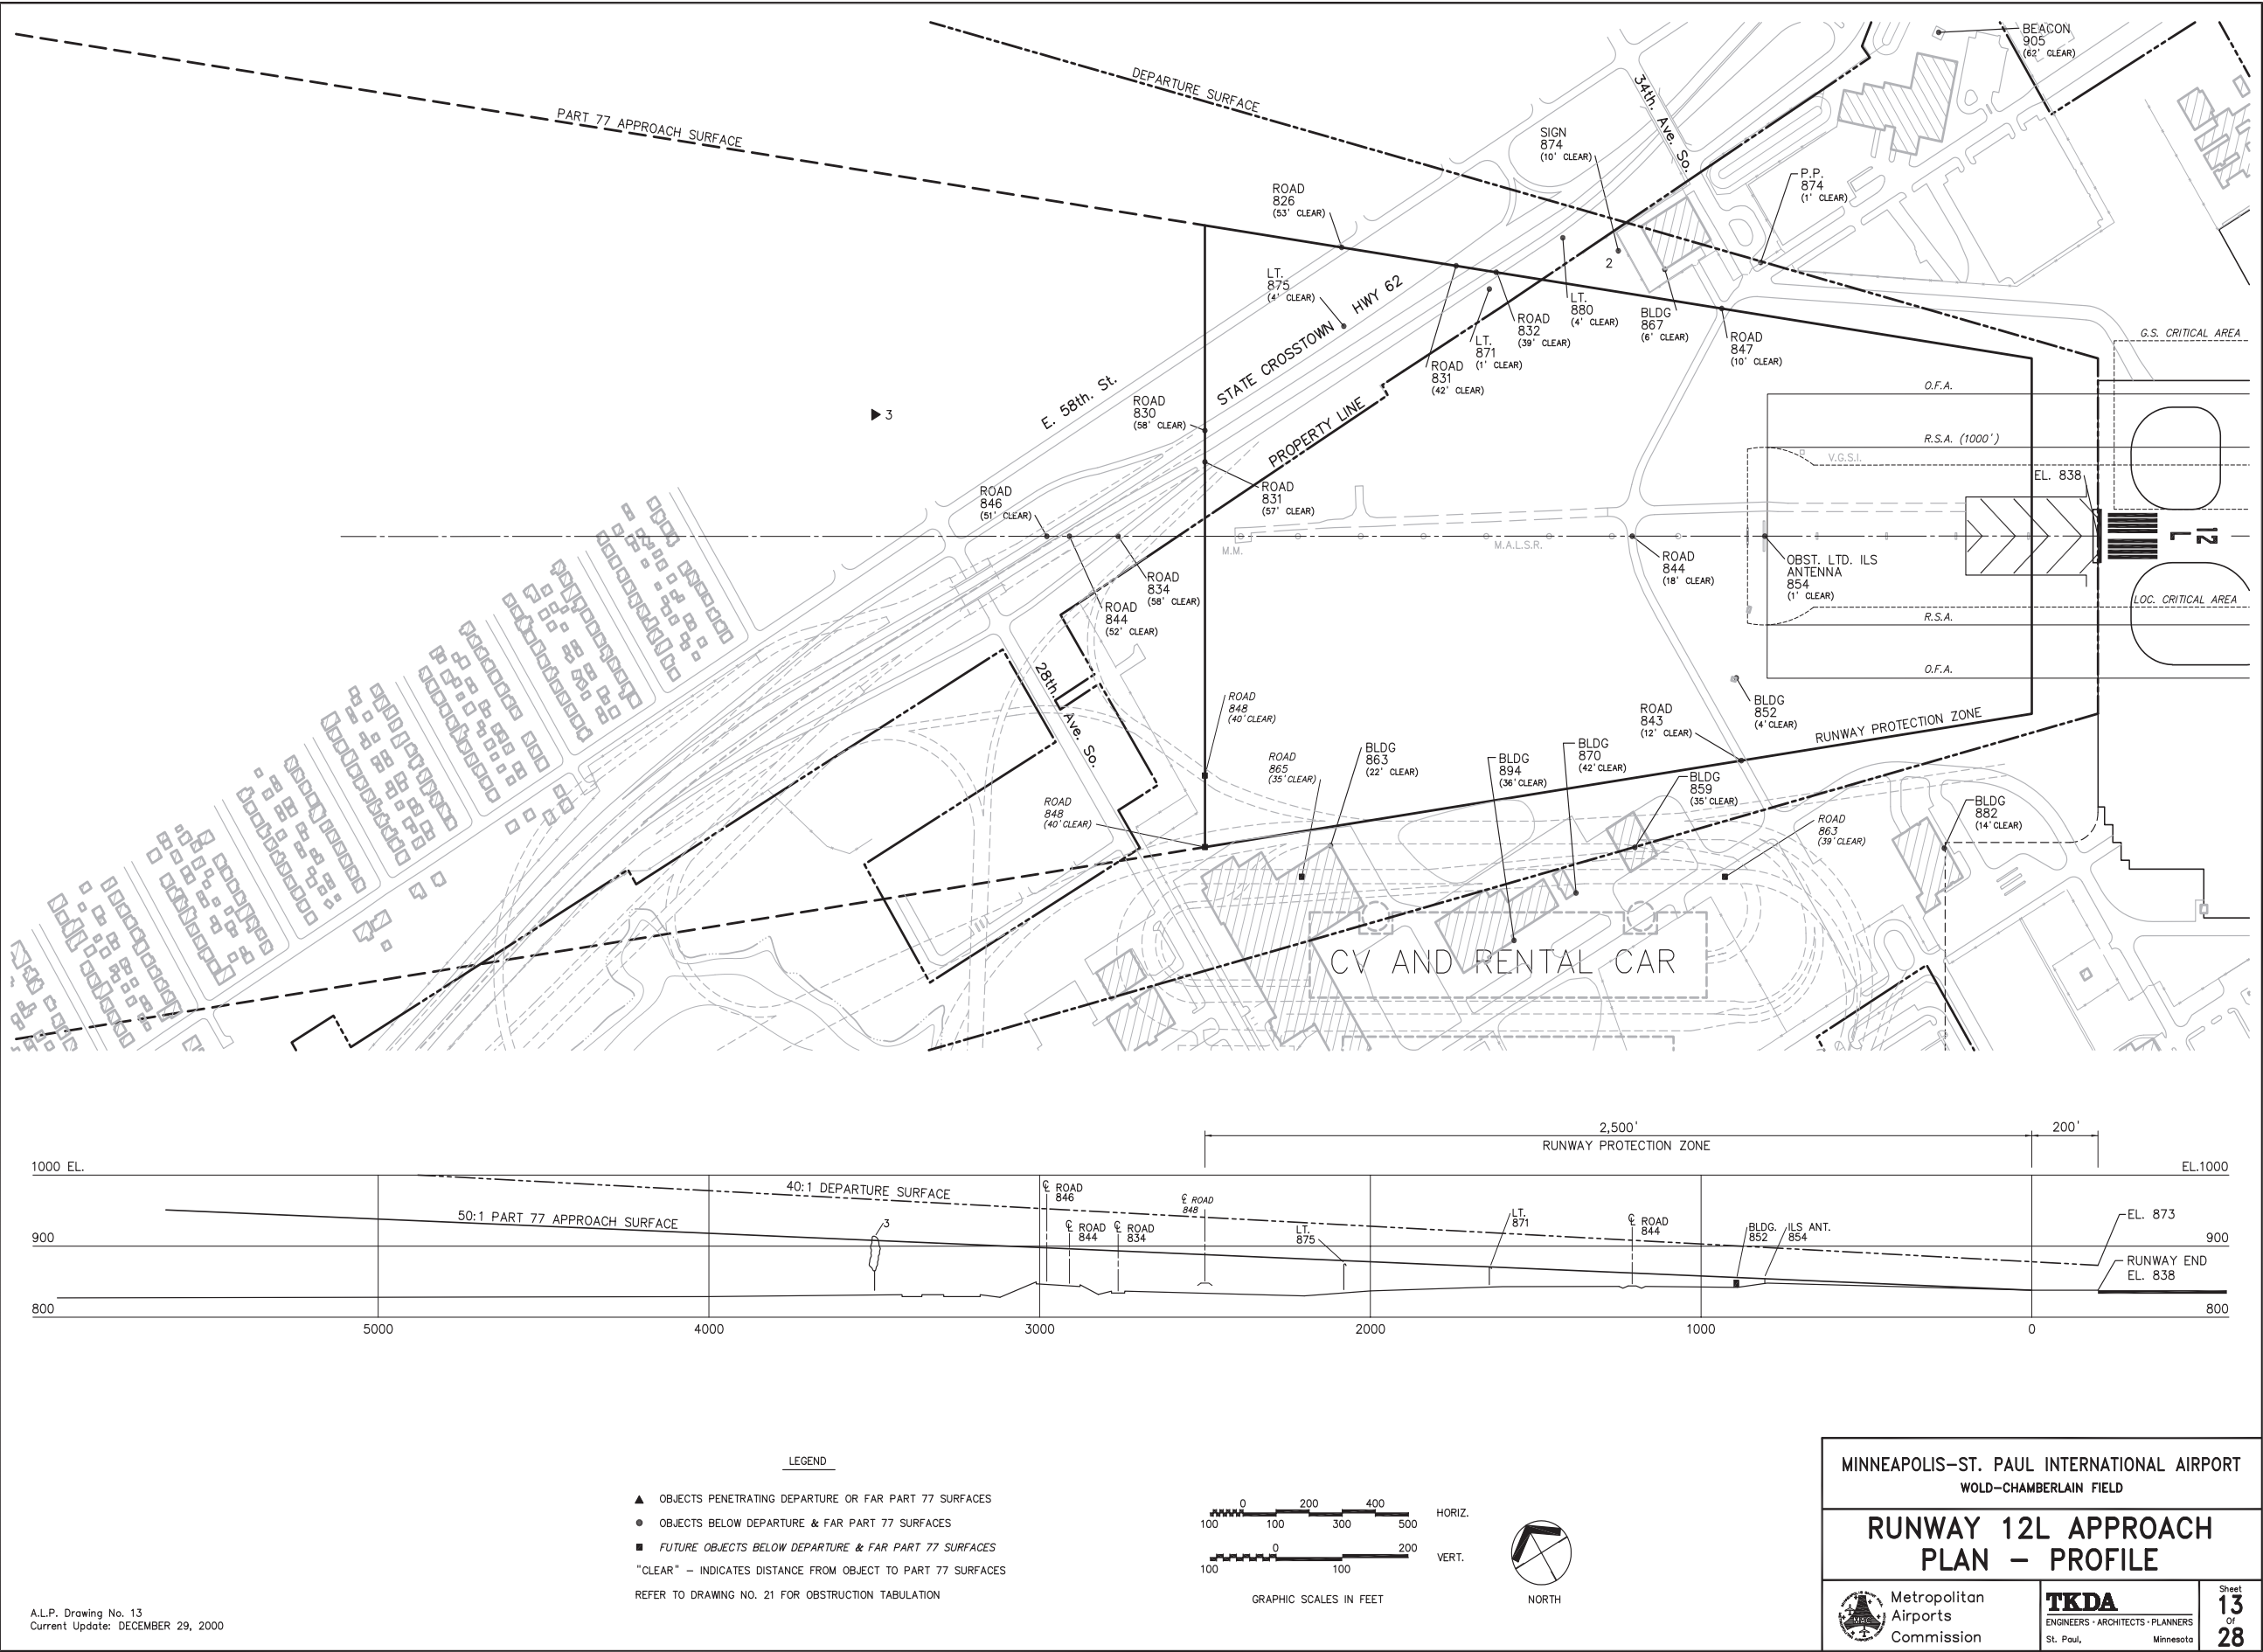 BEACON
905
(62' CLEAR)
DEPARTURE SURFACE
34th. Ave. So.
PART 77 APPROACH SURFACE
SIGN
874
(10' CLEAR)
P.P.
874
(1' CLEAR)
ROAD
826
(53' CLEAR)
2
LT.
875
(4' CLEAR)
STATE CROSSTOWN HWY 62
LT.
880
(4' CLEAR)
BLDG
867
(6' CLEAR)
ROAD
832
(39' CLEAR)
ROAD
847
(10' CLEAR)
LT.
871
(1' CLEAR)
ROAD
831
(42' CLEAR)
G.S. CRITICAL AREA
O.F.A.
E. 58th. St.
ROAD
830
(58' CLEAR)
3
PROPERTY LINE
R.S.A. (1000')
V.G.S.I.
EL. 838
ROAD
831
(57' CLEAR)
ROAD
846
(51' CLEAR)
M.M.
M.A.L.S.R.
12
L
ROAD
844
(18' CLEAR)
OBST. LTD. ILS
ANTENNA
854
(1' CLEAR)
ROAD
834
(58' CLEAR)
ROAD
844
(52' CLEAR)
LOC. CRITICAL AREA
R.S.A.
O.F.A.
28th. Ave. So.
ROAD
848
(40'CLEAR)
BLDG
852
(4'CLEAR)
ROAD
843
(12' CLEAR)
RUNWAY PROTECTION ZONE
ROAD
865
(35'CLEAR)
BLDG
863
(22' CLEAR)
BLDG
894
(36'CLEAR)
BLDG
870
(42'CLEAR)
BLDG
859
(35'CLEAR)
ROAD
848
(40'CLEAR)
BLDG
882
(14'CLEAR)
ROAD
863
(39'CLEAR)
CV AND RENTAL CAR
2,500'
200'
RUNWAY PROTECTION ZONE
1000 EL.
EL.1000
40:1 DEPARTURE SURFACE
50:1 PART 77 APPROACH SURFACE
3
℄ ROAD
846
℄ ROAD
844
℄ ROAD
834
℄ ROAD
848
LT.
875
LT.
871
℄ ROAD
844
BLDG.
852
ILS ANT.
854
EL. 873
900
900
RUNWAY END
EL. 838
800
800
5000
4000
3000
2000
1000
0
LEGEND
▲ OBJECTS PENETRATING DEPARTURE OR FAR PART 77 SURFACES
● OBJECTS BELOW DEPARTURE & FAR PART 77 SURFACES
■ FUTURE OBJECTS BELOW DEPARTURE & FAR PART 77 SURFACES
"CLEAR" – INDICATES DISTANCE FROM OBJECT TO PART 77 SURFACES
REFER TO DRAWING NO. 21 FOR OBSTRUCTION TABULATION
0 200 400
HORIZ.
100 100 300 500
0 200
VERT.
100 100
GRAPHIC SCALES IN FEET
NORTH
MINNEAPOLIS–ST. PAUL INTERNATIONAL AIRPORT
WOLD–CHAMBERLAIN FIELD
RUNWAY 12L APPROACH
PLAN – PROFILE
Metropolitan
Airports
Commission
TKDA
ENGINEERS • ARCHITECTS • PLANNERS
St. Paul, Minnesota
Sheet
13
Of
28
A.L.P. Drawing No. 13
Current Update: DECEMBER 29, 2000